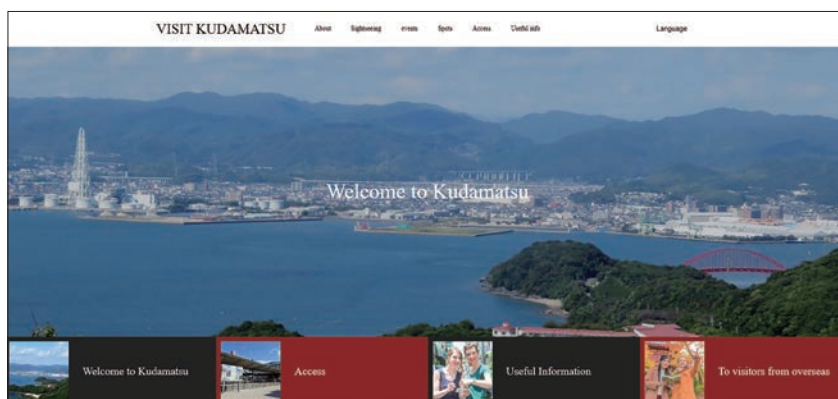 VISIT KUDAMATSU About Sightseeing events Spots Access Useful info Language
Welcome to Kudamatsu
Welcome to Kudamatsu Access Useful Information To visitors from overseas